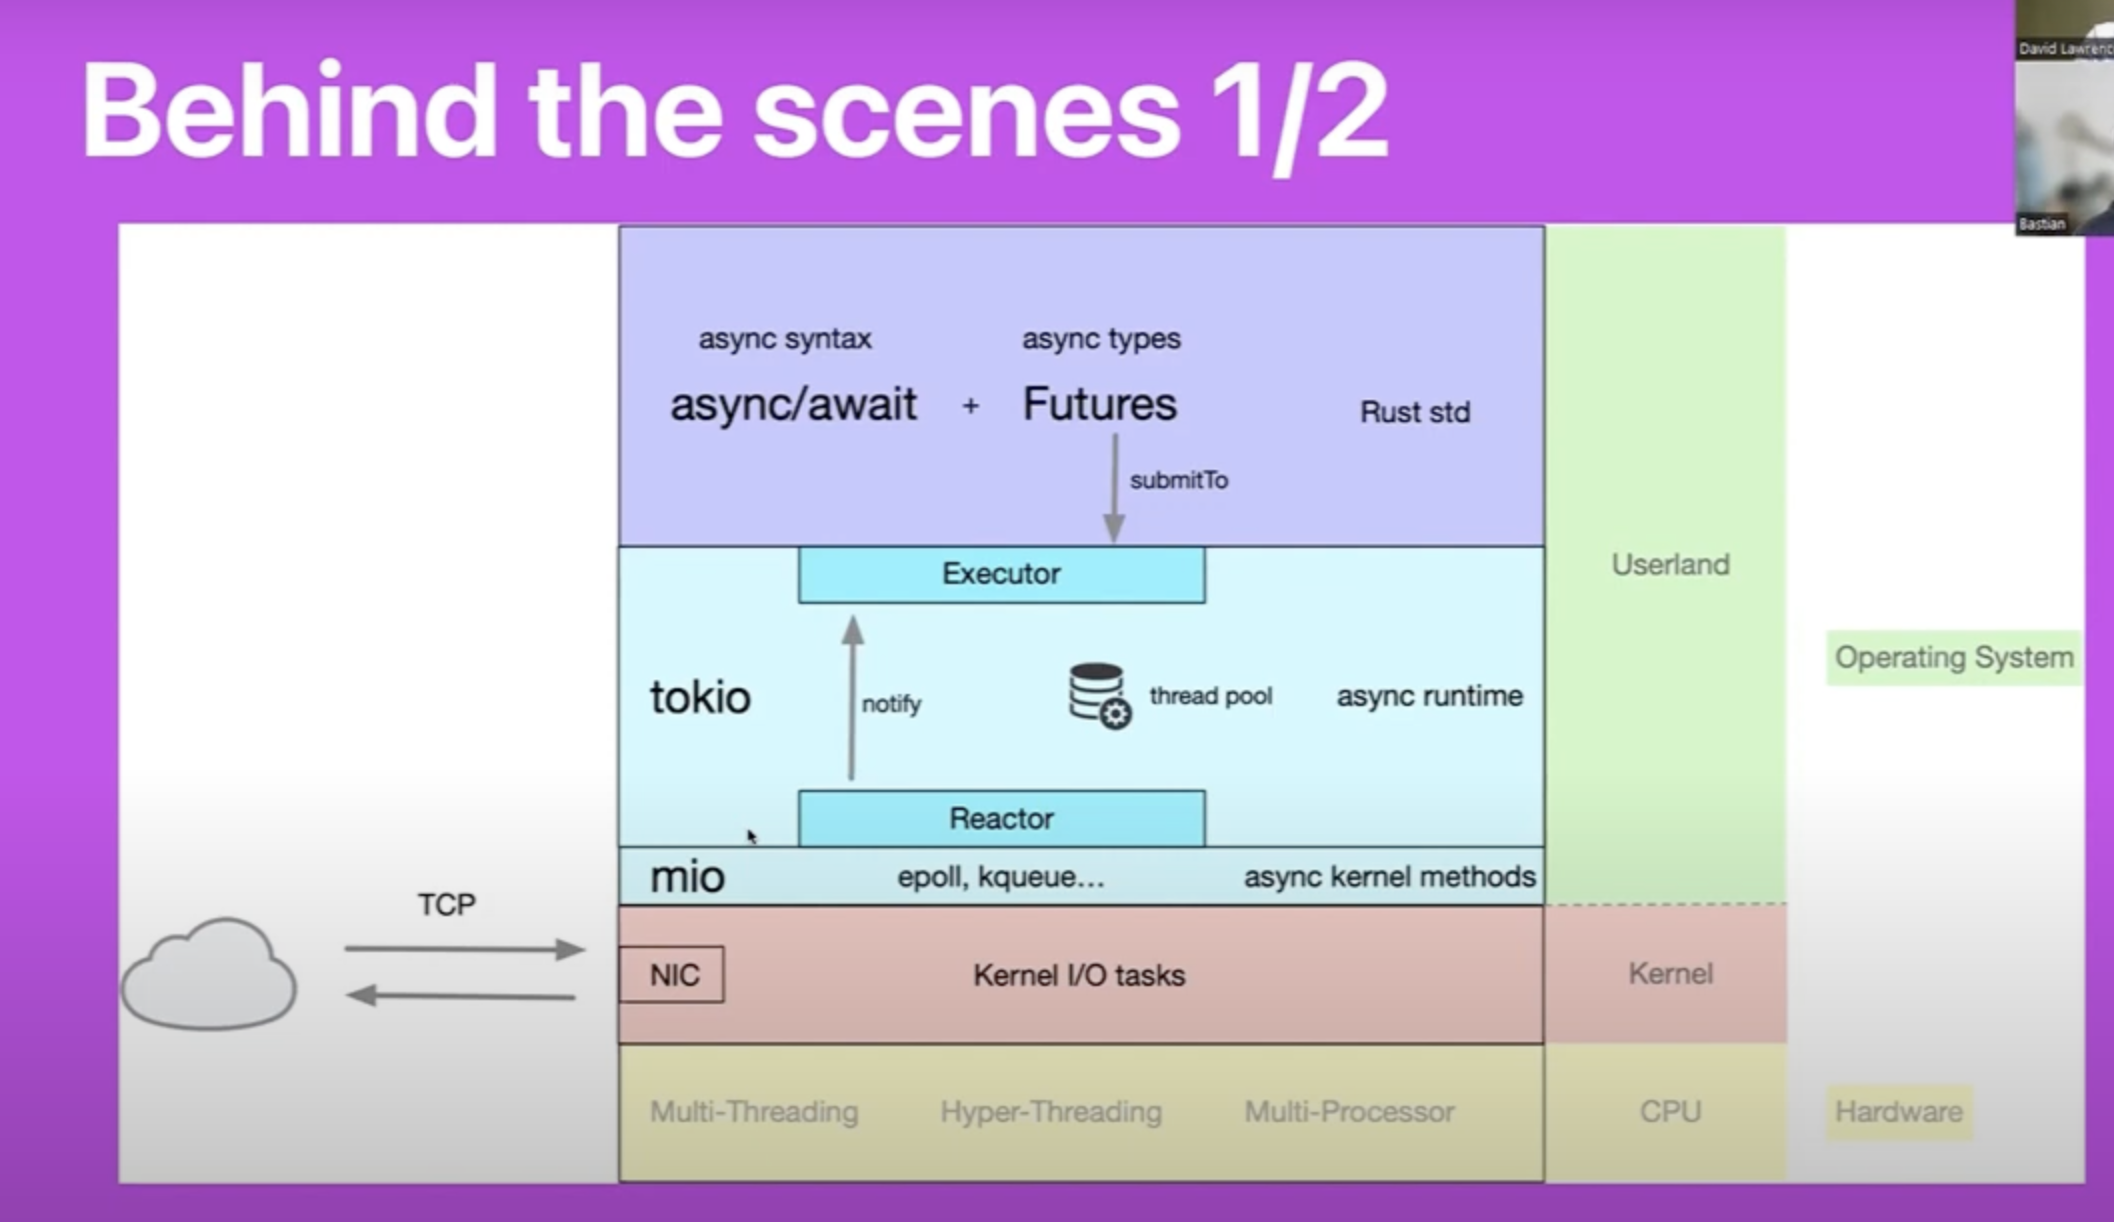 Behind the scenes 1/2
David Lawrenc
Bastian
async syntax
async types
async/await + Futures
Rust std
submitTo
Executor
Userland
Operating System
tokio
notify
thread pool
async runtime
Reactor
mio
epoll, kqueue...
async kernel methods
TCP
NIC
Kernel I/O tasks
Kernel
Multi-Threading
Hyper-Threading
Multi-Processor
CPU
Hardware